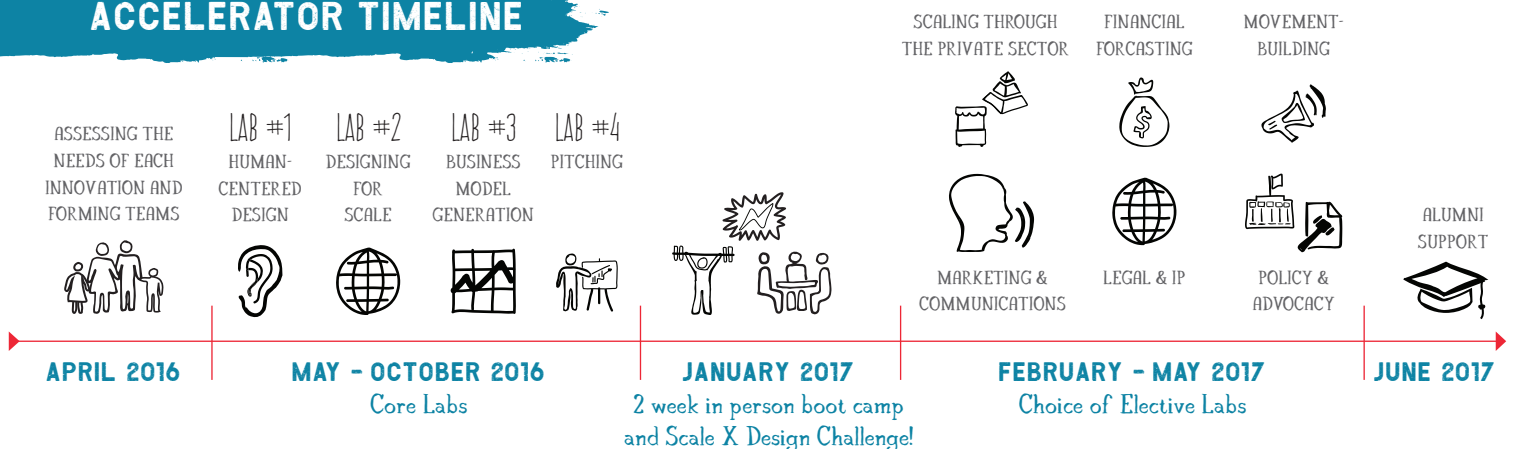 ACCELERATOR TIMELINE
ASSESSING THE
NEEDS OF EACH
INNOVATION AND
FORMING TEAMS
LAB #1
HUMAN-
CENTERED
DESIGN
LAB #2
DESIGNING
FOR
SCALE
LAB #3
BUSINESS
MODEL
GENERATION
LAB #4
PITCHING
SCALING THROUGH
THE PRIVATE SECTOR
FINANCIAL
FORCASTING
MOVEMENT-
BUILDING
$
MARKETING &
COMMUNICATIONS
LEGAL & IP
POLICY &
ADVOCACY
ALUMNI
SUPPORT
APRIL 2016
MAY - OCTOBER 2016
Core Labs
JANUARY 2017
2 week in person boot camp
and Scale X Design Challenge!
FEBRUARY - MAY 2017
Choice of Elective Labs
JUNE 2017